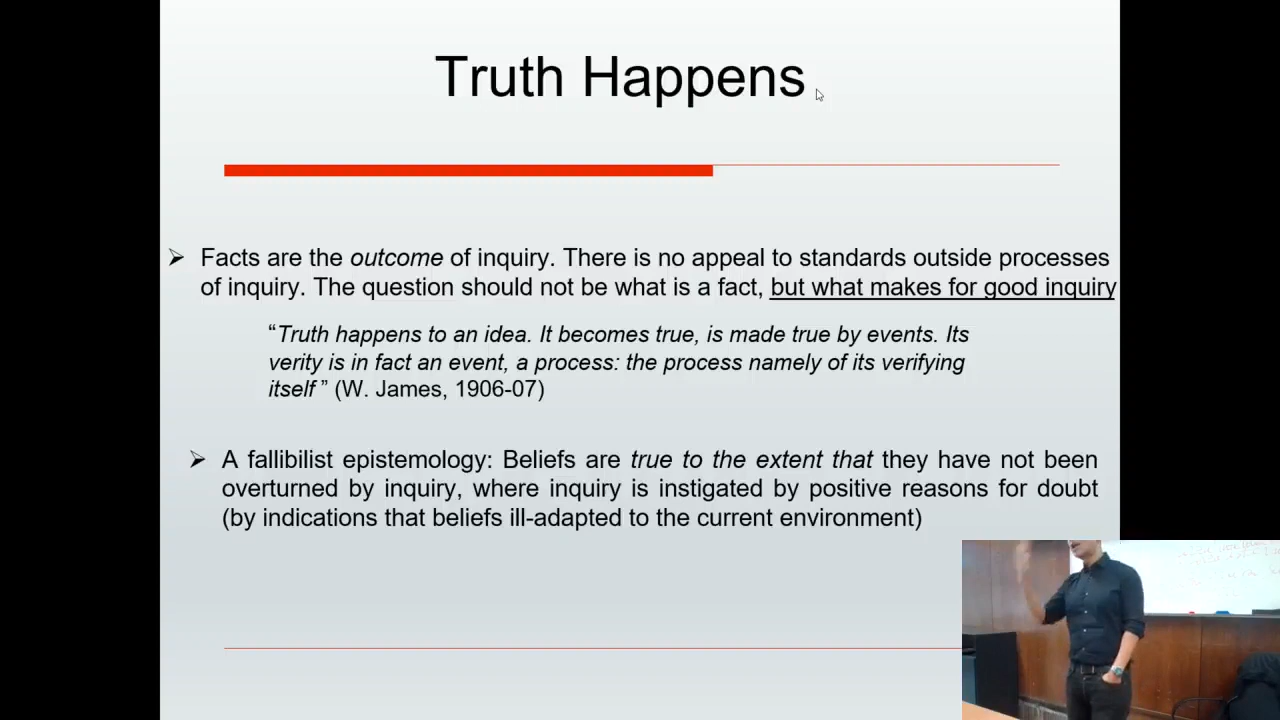 Truth Happens
➢ Facts are the outcome of inquiry. There is no appeal to standards outside processes
of inquiry. The question should not be what is a fact, but what makes for good inquiry
“Truth happens to an idea. It becomes true, is made true by events. Its
verity is in fact an event, a process: the process namely of its verifying
itself ” (W. James, 1906-07)
➢ A fallibilist epistemology: Beliefs are true to the extent that they have not been
overturned by inquiry, where inquiry is instigated by positive reasons for doubt
(by indications that beliefs ill-adapted to the current environment)